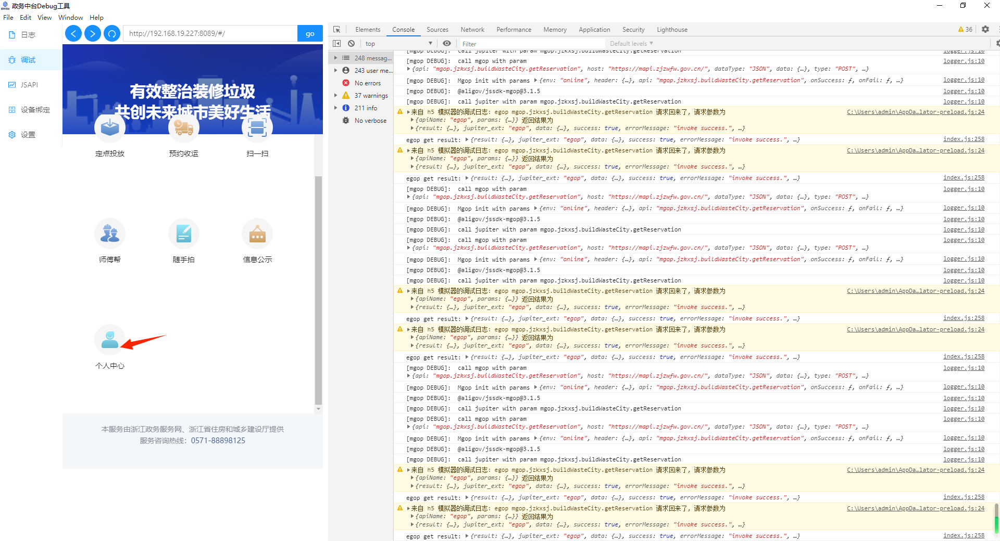 政务中台Debug工具
File Edit View Window Help
日志
调试
JSAPI
设备绑定
设置
http://192.168.19.227:8089/#/
go
有效整治装修垃圾
共创未来城市美好生活
定点投放 预约收运 扫一扫
师傅帮 随手拍 信息公示
个人中心
本服务由浙江政务服务网、浙江省住房和城乡建设厅提供
服务咨询热线：0571-88898125
Elements Console Sources Network Performance Memory Application Security Lighthouse 36
top Filter Default levels
248 messag...
243 user me...
No errors
37 warnings
211 info
No verbose
[mgop DEBUG]: call jupiter with param mgop.jzkxsj.buildWasteCity.getReservation logger.js:10
[mgop DEBUG]: call mgop with param logger.js:10
{api: "mgop.jzkxsj.buildWasteCity.getReservation", host: "https://mapi.zjzwfw.gov.cn/", dataType: "JSON", data: {…}, type: "POST", …}
[mgop DEBUG]: Mgop init with params {env: "online", header: {…}, api: "mgop.jzkxsj.buildWasteCity.getReservation", onSuccess: ƒ, onFail: ƒ, …} logger.js:10
[mgop DEBUG]: @aligov/jssdk-mgop@3.1.5 logger.js:10
[mgop DEBUG]: call jupiter with param mgop.jzkxsj.buildWasteCity.getReservation logger.js:10
来自 h5 模拟器的调试日志: egop mgop.jzkxsj.buildWasteCity.getReservation 请求回来了, 请求参数为 C:\Users\admin\AppDa…lator-preload.js:24
{apiName: "egop", params: {…}} 返回结果为
{result: {…}, jupiter_ext: "egop", data: {…}, success: true, errorMessage: "invoke success.", …}
egop get result: {result: {…}, jupiter_ext: "egop", data: {…}, success: true, errorMessage: "invoke success.", …} index.js:258
来自 h5 模拟器的调试日志: egop mgop.jzkxsj.buildWasteCity.getReservation 请求回来了, 请求参数为 C:\Users\admin\AppDa…lator-preload.js:24
{apiName: "egop", params: {…}} 返回结果为
{result: {…}, jupiter_ext: "egop", data: {…}, success: true, errorMessage: "invoke success.", …}
egop get result: {result: {…}, jupiter_ext: "egop", data: {…}, success: true, errorMessage: "invoke success.", …} index.js:258
[mgop DEBUG]: call mgop with param logger.js:10
{api: "mgop.jzkxsj.buildWasteCity.getReservation", host: "https://mapi.zjzwfw.gov.cn/", dataType: "JSON", data: {…}, type: "POST", …}
[mgop DEBUG]: Mgop init with params {env: "online", header: {…}, api: "mgop.jzkxsj.buildWasteCity.getReservation", onSuccess: ƒ, onFail: ƒ, …} logger.js:10
[mgop DEBUG]: @aligov/jssdk-mgop@3.1.5 logger.js:10
[mgop DEBUG]: call jupiter with param mgop.jzkxsj.buildWasteCity.getReservation logger.js:10
[mgop DEBUG]: call mgop with param logger.js:10
{api: "mgop.jzkxsj.buildWasteCity.getReservation", host: "https://mapi.zjzwfw.gov.cn/", dataType: "JSON", data: {…}, type: "POST", …}
[mgop DEBUG]: Mgop init with params {env: "online", header: {…}, api: "mgop.jzkxsj.buildWasteCity.getReservation", onSuccess: ƒ, onFail: ƒ, …} logger.js:10
[mgop DEBUG]: @aligov/jssdk-mgop@3.1.5 logger.js:10
[mgop DEBUG]: call jupiter with param mgop.jzkxsj.buildWasteCity.getReservation logger.js:10
来自 h5 模拟器的调试日志: egop mgop.jzkxsj.buildWasteCity.getReservation 请求回来了, 请求参数为 C:\Users\admin\AppDa…lator-preload.js:24
{apiName: "egop", params: {…}} 返回结果为
{result: {…}, jupiter_ext: "egop", data: {…}, success: true, errorMessage: "invoke success.", …}
egop get result: {result: {…}, jupiter_ext: "egop", data: {…}, success: true, errorMessage: "invoke success.", …} index.js:258
来自 h5 模拟器的调试日志: egop mgop.jzkxsj.buildWasteCity.getReservation 请求回来了, 请求参数为 C:\Users\admin\AppDa…lator-preload.js:24
{apiName: "egop", params: {…}} 返回结果为
{result: {…}, jupiter_ext: "egop", data: {…}, success: true, errorMessage: "invoke success.", …}
egop get result: {result: {…}, jupiter_ext: "egop", data: {…}, success: true, errorMessage: "invoke success.", …} index.js:258
[mgop DEBUG]: call mgop with param logger.js:10
{api: "mgop.jzkxsj.buildWasteCity.getReservation", host: "https://mapi.zjzwfw.gov.cn/", dataType: "JSON", data: {…}, type: "POST", …}
[mgop DEBUG]: Mgop init with params {env: "online", header: {…}, api: "mgop.jzkxsj.buildWasteCity.getReservation", onSuccess: ƒ, onFail: ƒ, …} logger.js:10
[mgop DEBUG]: @aligov/jssdk-mgop@3.1.5 logger.js:10
[mgop DEBUG]: call jupiter with param mgop.jzkxsj.buildWasteCity.getReservation logger.js:10
[mgop DEBUG]: call mgop with param logger.js:10
{api: "mgop.jzkxsj.buildWasteCity.getReservation", host: "https://mapi.zjzwfw.gov.cn/", dataType: "JSON", data: {…}, type: "POST", …}
[mgop DEBUG]: Mgop init with params {env: "online", header: {…}, api: "mgop.jzkxsj.buildWasteCity.getReservation", onSuccess: ƒ, onFail: ƒ, …} logger.js:10
[mgop DEBUG]: @aligov/jssdk-mgop@3.1.5 logger.js:10
[mgop DEBUG]: call jupiter with param mgop.jzkxsj.buildWasteCity.getReservation logger.js:10
来自 h5 模拟器的调试日志: egop mgop.jzkxsj.buildWasteCity.getReservation 请求回来了, 请求参数为 C:\Users\admin\AppDa…lator-preload.js:24
{apiName: "egop", params: {…}} 返回结果为
{result: {…}, jupiter_ext: "egop", data: {…}, success: true, errorMessage: "invoke success.", …}
egop get result: {result: {…}, jupiter_ext: "egop", data: {…}, success: true, errorMessage: "invoke success.", …} index.js:258
来自 h5 模拟器的调试日志: egop mgop.jzkxsj.buildWasteCity.getReservation 请求回来了, 请求参数为 C:\Users\admin\AppDa…lator-preload.js:24
{apiName: "egop", params: {…}} 返回结果为
{result: {…}, jupiter_ext: "egop", data: {…}, success: true, errorMessage: "invoke success.", …}
egop get result: {result: {…}, jupiter_ext: "egop", data: {…}, success: true, errorMessage: "invoke success.", …} index.js:258